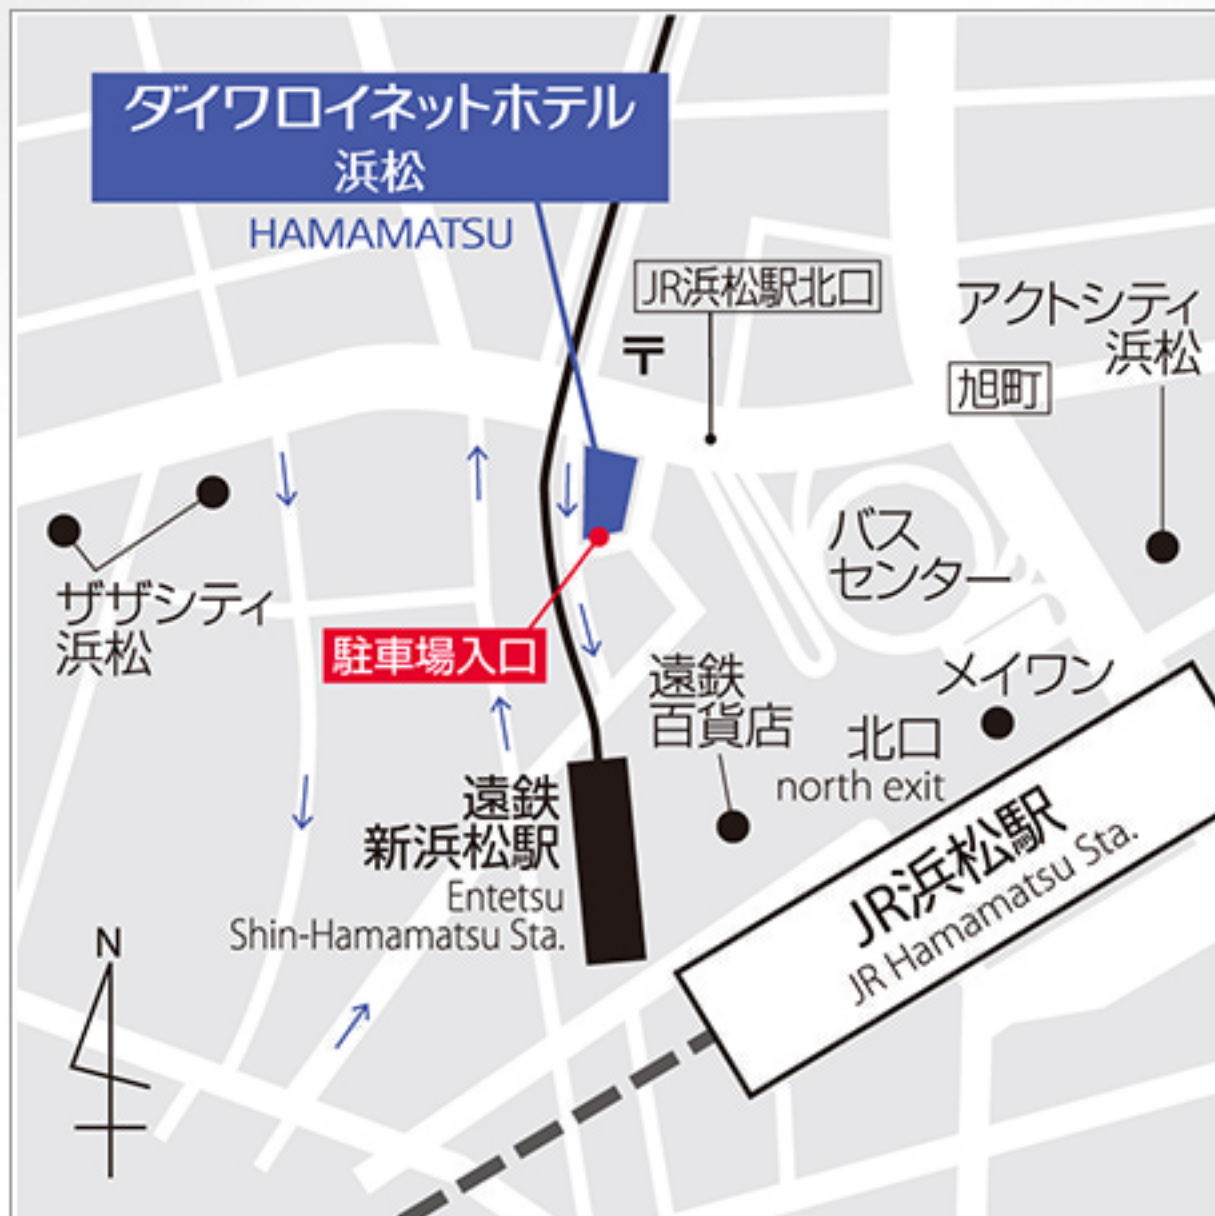 ダイワロイネットホテル
浜松
HAMAMATSU
JR浜松駅北口
〒
アクトシティ
浜松
旭町
バス
センター
ザザシティ
浜松
駐車場入口
遠鉄
百貨店
メイワン
北口
north exit
遠鉄
新浜松駅
Entetsu
Shin-Hamamatsu Sta.
JR浜松駅
JR Hamamatsu Sta.
N